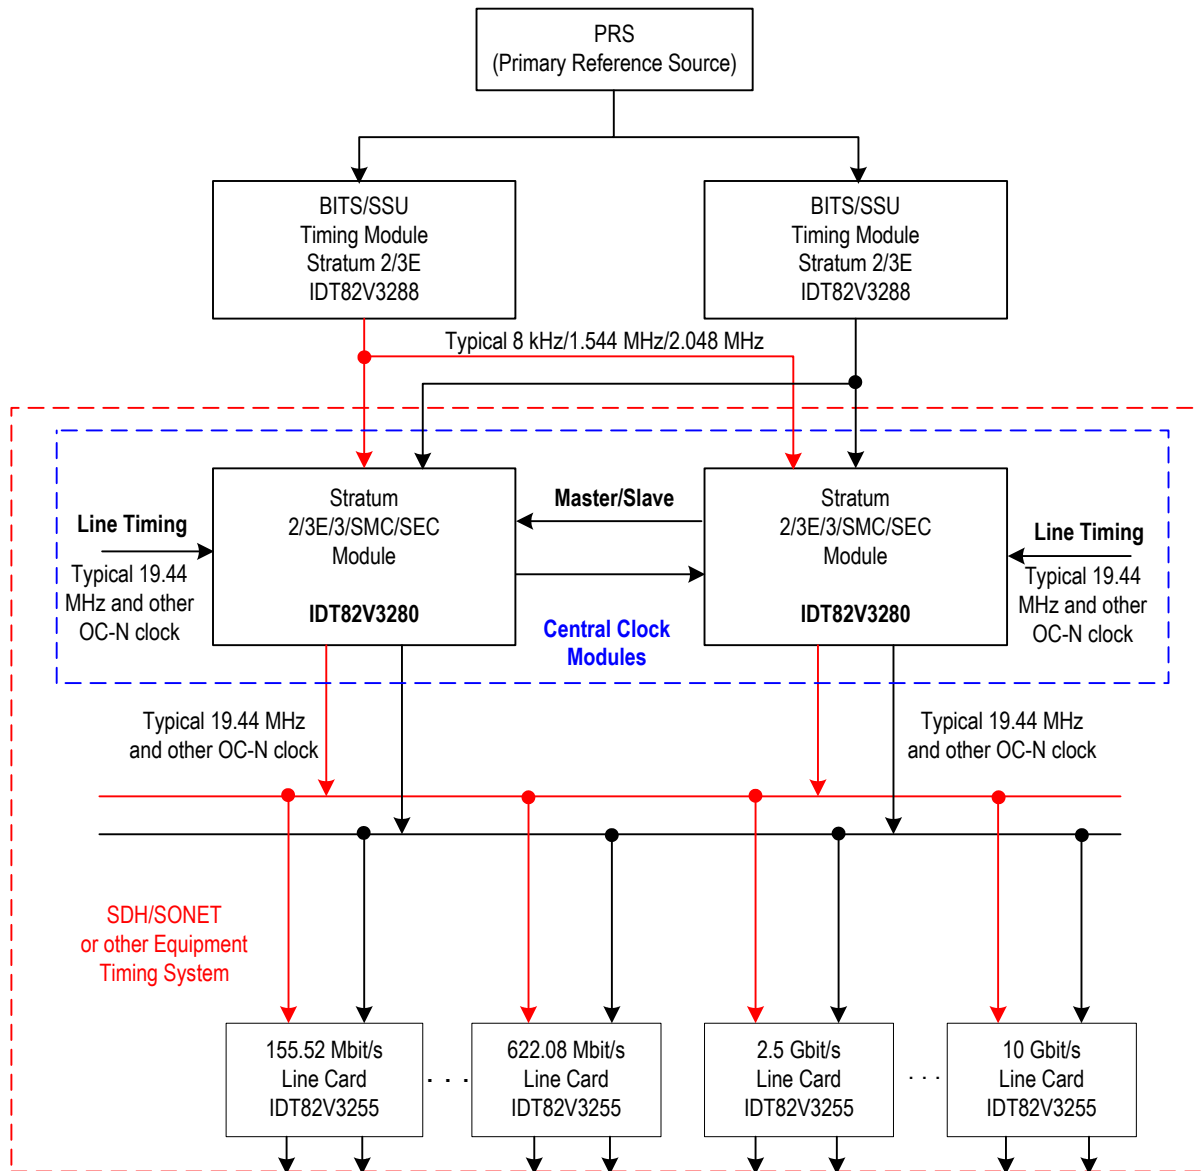 PRS
(Primary Reference Source)
BITS/SSU
Timing Module
Stratum 2/3E
IDT82V3288
BITS/SSU
Timing Module
Stratum 2/3E
IDT82V3288
Typical 8 kHz/1.544 MHz/2.048 MHz
Line Timing
Typical 19.44
MHz and other
OC-N clock
Stratum
2/3E/3/SMC/SEC
Module
IDT82V3280
Master/Slave
Central Clock
Modules
Stratum
2/3E/3/SMC/SEC
Module
IDT82V3280
Line Timing
Typical 19.44
MHz and other
OC-N clock
Typical 19.44 MHz
and other OC-N clock
Typical 19.44 MHz
and other OC-N clock
SDH/SONET
or other Equipment
Timing System
155.52 Mbit/s
Line Card
IDT82V3255
. . .
622.08 Mbit/s
Line Card
IDT82V3255
2.5 Gbit/s
Line Card
IDT82V3255
. . .
10 Gbit/s
Line Card
IDT82V3255